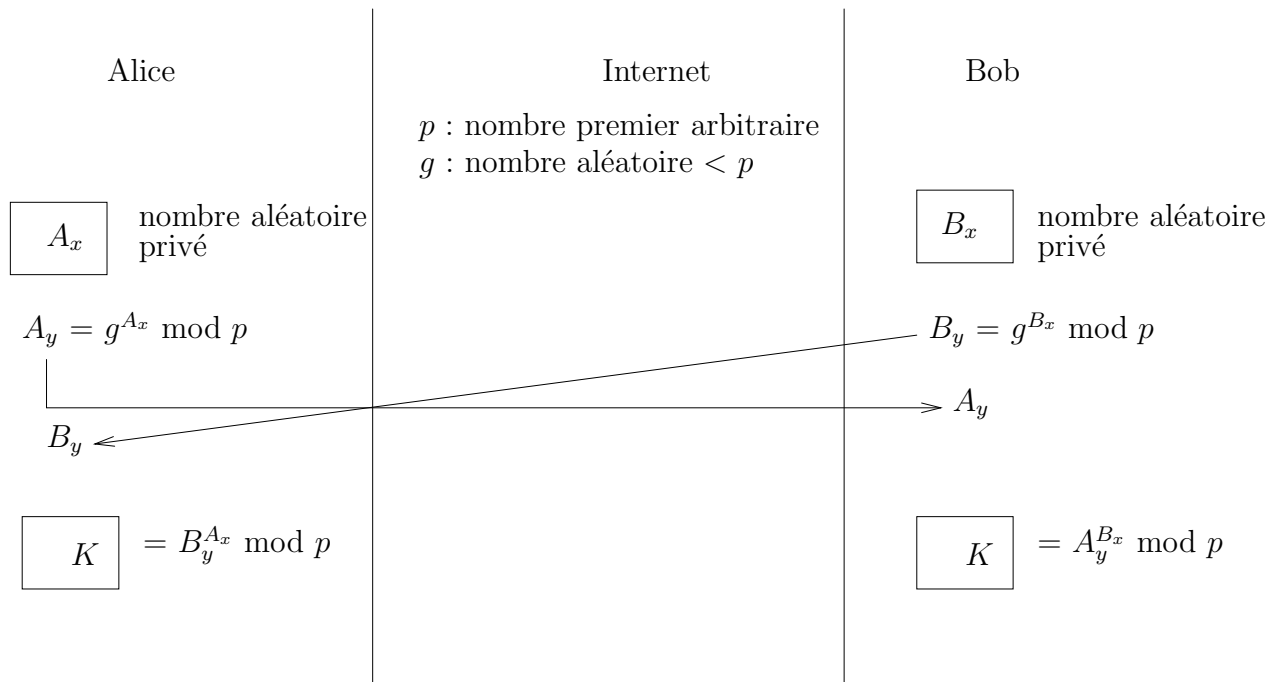 Alice
Internet
Bob
p : nombre premier arbitraire
g : nombre aléatoire < p
A_x
nombre aléatoire
privé
B_x
nombre aléatoire
privé
A_y = g^{A_x} mod p
B_y = g^{B_x} mod p
A_y
B_y
K
= B_y^{A_x} mod p
K
= A_y^{B_x} mod p